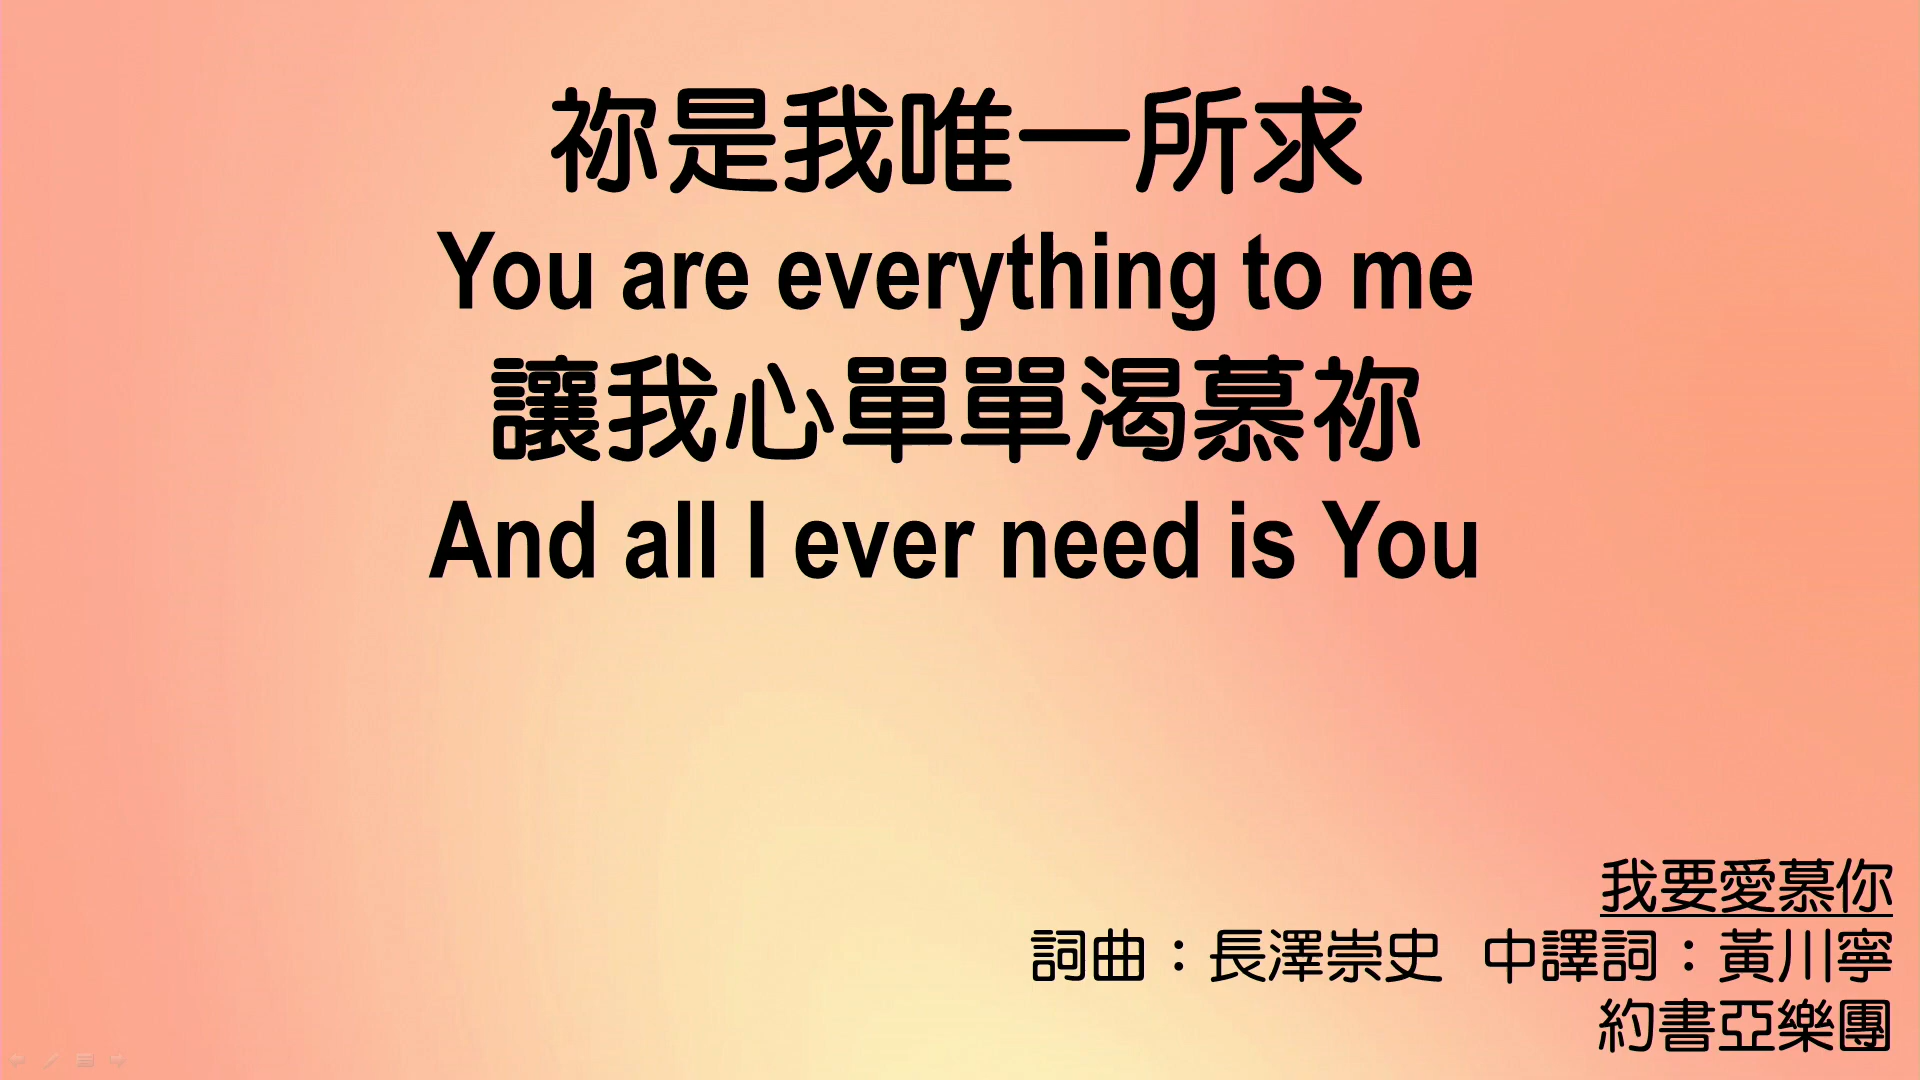 祢是我唯一所求
You are everything to me
讓我心單單渴慕祢
And all I ever need is You
我要愛慕你
詞曲：長澤崇史  中譯詞：黃川寧
約書亞樂團